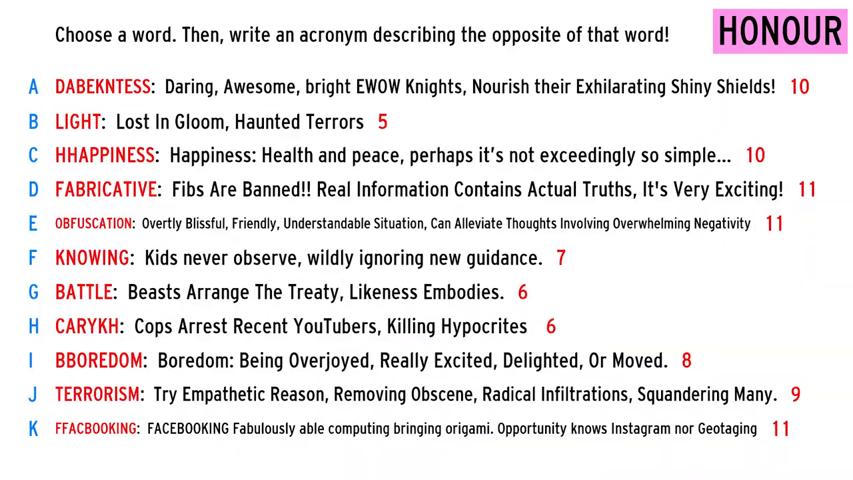 Choose a word. Then, write an acronym describing the opposite of that word!
HONOUR
A DABEKNTESS: Daring, Awesome, bright EWOW Knights, Nourish their Exhilarating Shiny Shields! 10
B LIGHT: Lost In Gloom, Haunted Terrors 5
C HHAPPINESS: Happiness: Health and peace, perhaps it's not exceedingly so simple... 10
D FABRICATIVE: Fibs Are Banned!! Real Information Contains Actual Truths, It's Very Exciting! 11
E OBFUSCATION: Overtly Blissful, Friendly, Understandable Situation, Can Alleviate Thoughts Involving Overwhelming Negativity 11
F KNOWING: Kids never observe, wildly ignoring new guidance. 7
G BATTLE: Beasts Arrange The Treaty, Likeness Embodies. 6
H CARYKH: Cops Arrest Recent YouTubers, Killing Hypocrites 6
I BBOREDOM: Boredom: Being Overjoyed, Really Excited, Delighted, Or Moved. 8
J TERRORISM: Try Empathetic Reason, Removing Obscene, Radical Infiltrations, Squandering Many. 9
K FFACBOOKING: FACEBOOKING Fabulously able computing bringing origami. Opportunity knows Instagram nor Geotaging 11